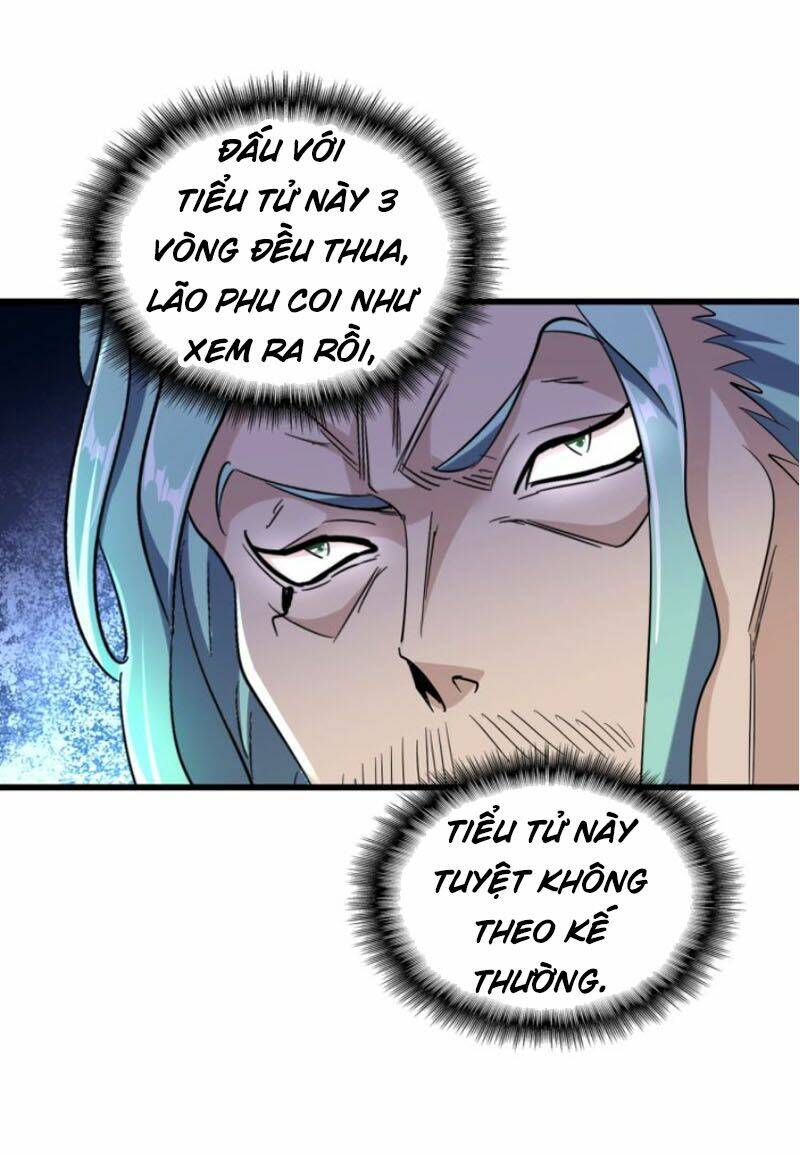 ĐẤU VỚI
TIỂU TỬ NÀY 3
VÒNG ĐỀU THUA,
LÃO PHU COI NHƯ
XEM RA RỒI,
TIỂU TỬ NÀY
TUYỆT KHÔNG
THEO KẾ
THƯỜNG.